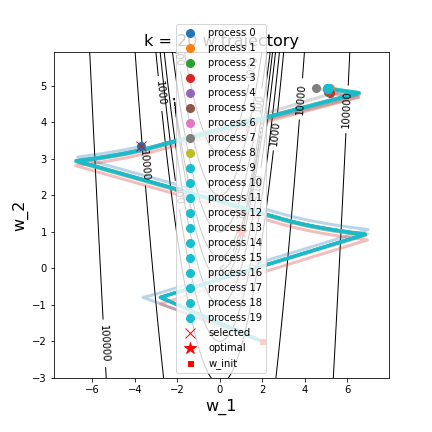 k = 20 w trajectory
process 0
process 1
process 2
process 3
process 4
process 5
process 6
process 7
process 8
process 9
process 10
process 11
process 12
process 13
process 14
process 15
process 16
process 17
process 18
process 19
selected
optimal
w_init
1000
1000
10000
10000
100000
100000
w_2
5
4
3
2
1
0
−1
−2
−3
−6
−4
−2
0
2
4
6
w_1